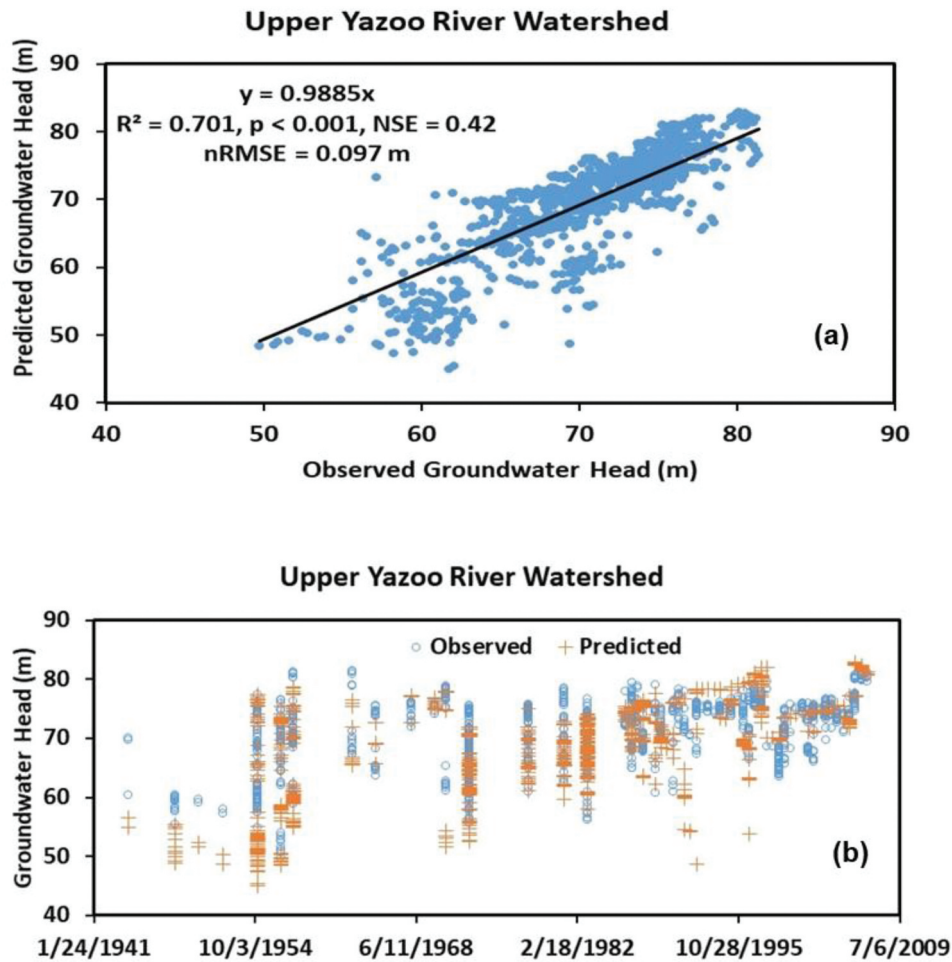 Upper Yazoo River Watershed
Predicted Groundwater Head (m)
90
80
70
60
50
40
y = 0.9885x
R² = 0.701, p < 0.001, NSE = 0.42
nRMSE = 0.097 m
(a)
40 50 60 70 80 90
Observed Groundwater Head (m)
Upper Yazoo River Watershed
Groundwater Head (m)
90
80
70
60
50
40
Observed Predicted
(b)
1/24/1941 10/3/1954 6/11/1968 2/18/1982 10/28/1995 7/6/2009